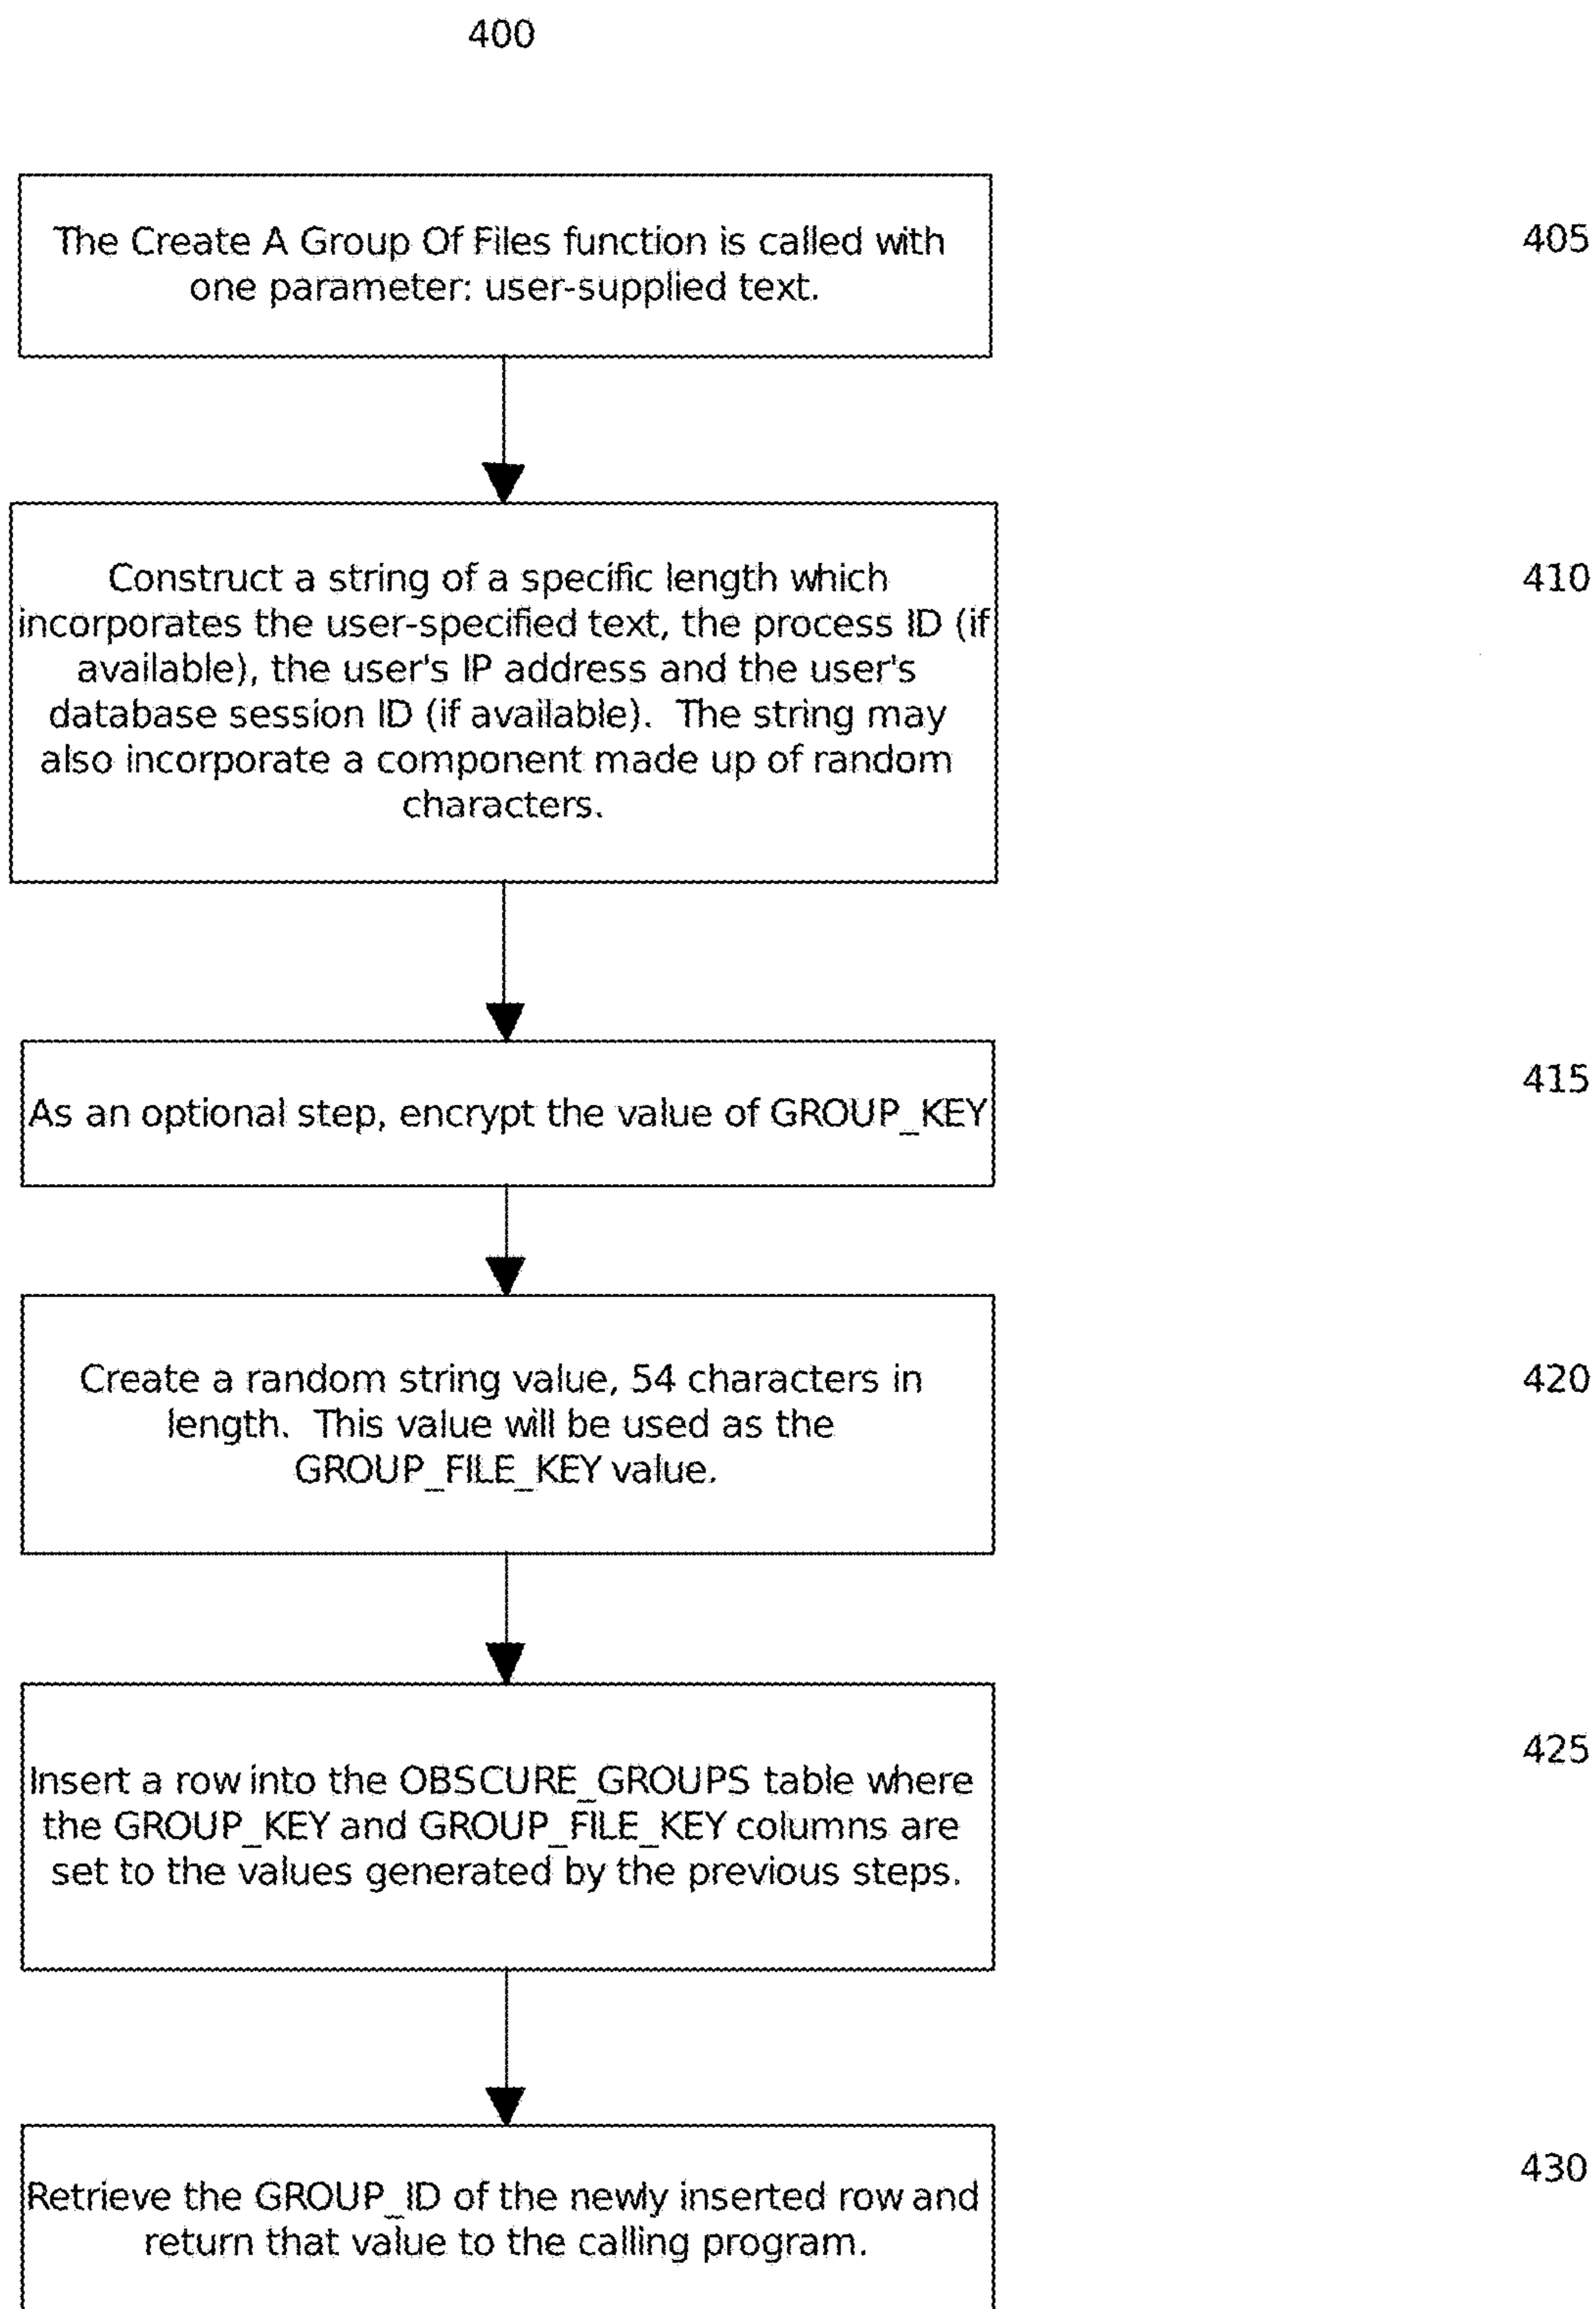 400
The Create A Group Of Files function is called with
one parameter: user-supplied text.
405
Construct a string of a specific length which
incorporates the user-specified text, the process ID (if
available), the user's IP address and the user's
database session ID (if available).  The string may
also incorporate a component made up of random
characters.
410
As an optional step, encrypt the value of GROUP_KEY
415
Create a random string value, 54 characters in
length.  This value will be used as the
GROUP_FILE_KEY value.
420
Insert a row into the OBSCURE_GROUPS table where
the GROUP_KEY and GROUP_FILE_KEY columns are
set to the values generated by the previous steps.
425
Retrieve the GROUP_ID of the newly inserted row and
return that value to the calling program.
430